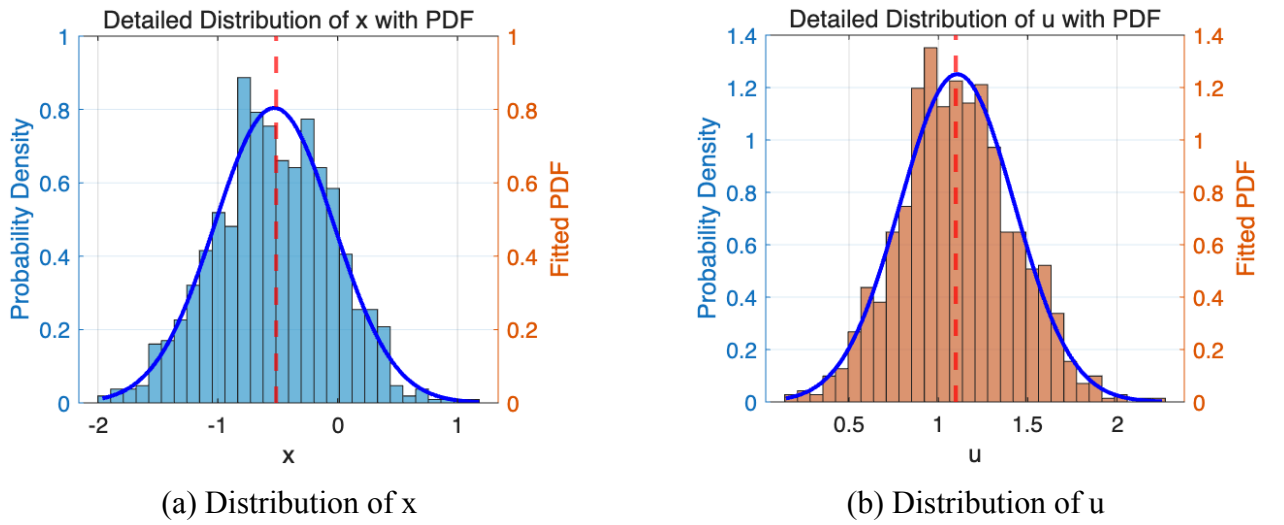 Detailed Distribution of x with PDF
1
0.8
0.6
0.4
0.2
0
Probability Density
1
0.8
0.6
0.4
0.2
0
Fitted PDF
-2 -1 0 1
x
(a) Distribution of x
Detailed Distribution of u with PDF
1.4
1.2
1
0.8
0.6
0.4
0.2
0
Probability Density
1.4
1.2
1
0.8
0.6
0.4
0.2
0
Fitted PDF
0.5 1 1.5 2
u
(b) Distribution of u